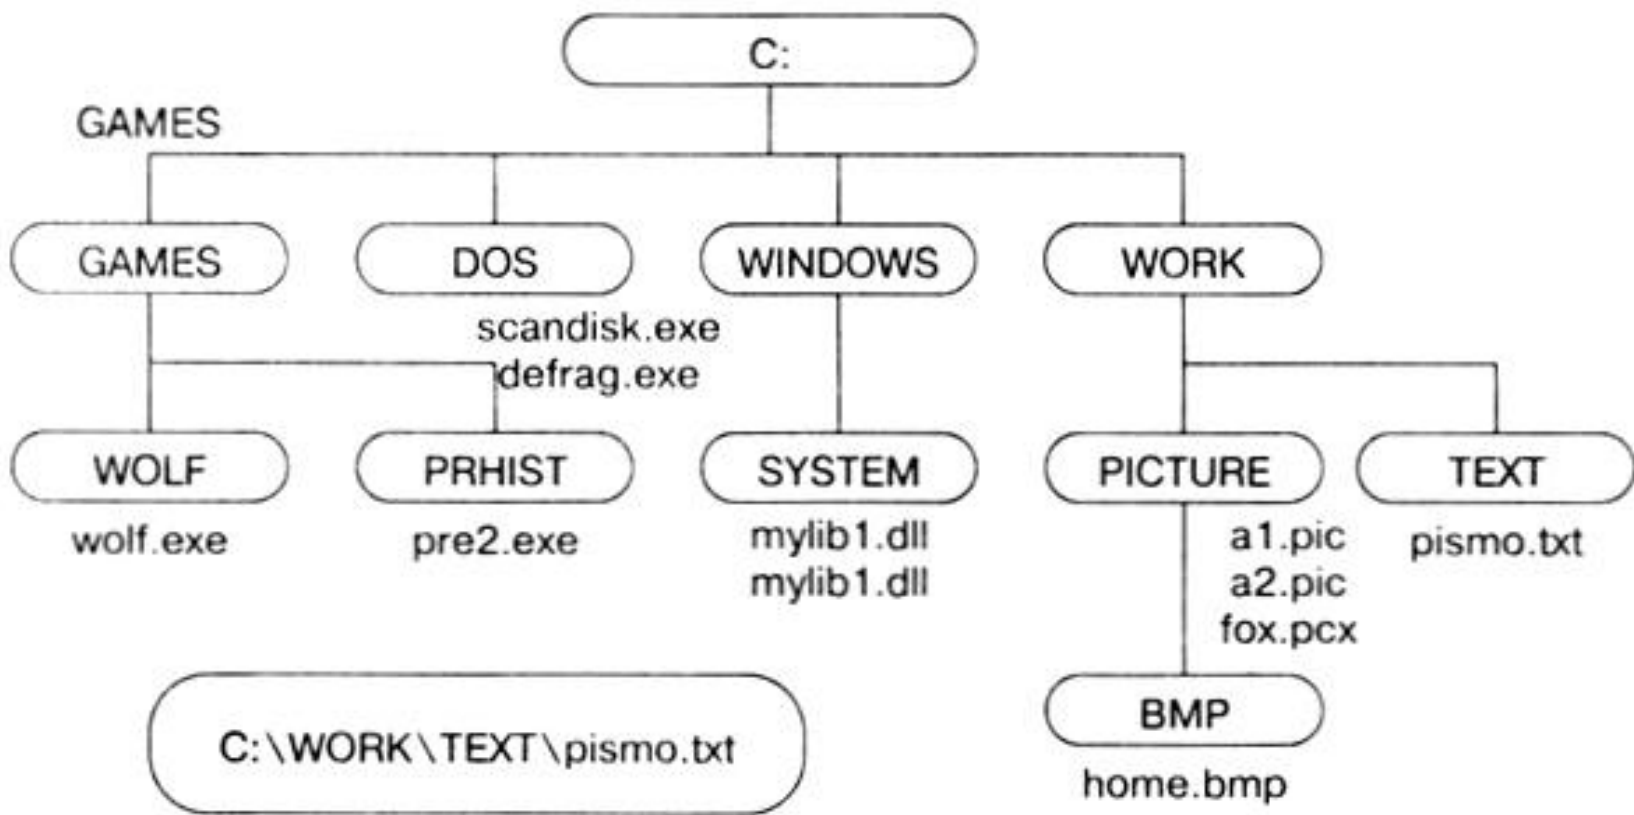 C:
GAMES
GAMES
DOS
WINDOWS
WORK
scandisk.exe
defrag.exe
WOLF
PRHIST
SYSTEM
PICTURE
TEXT
wolf.exe
pre2.exe
mylib1.dll
mylib1.dll
a1.pic
a2.pic
fox.pcx
pismo.txt
C:\WORK\TEXT\pismo.txt
BMP
home.bmp